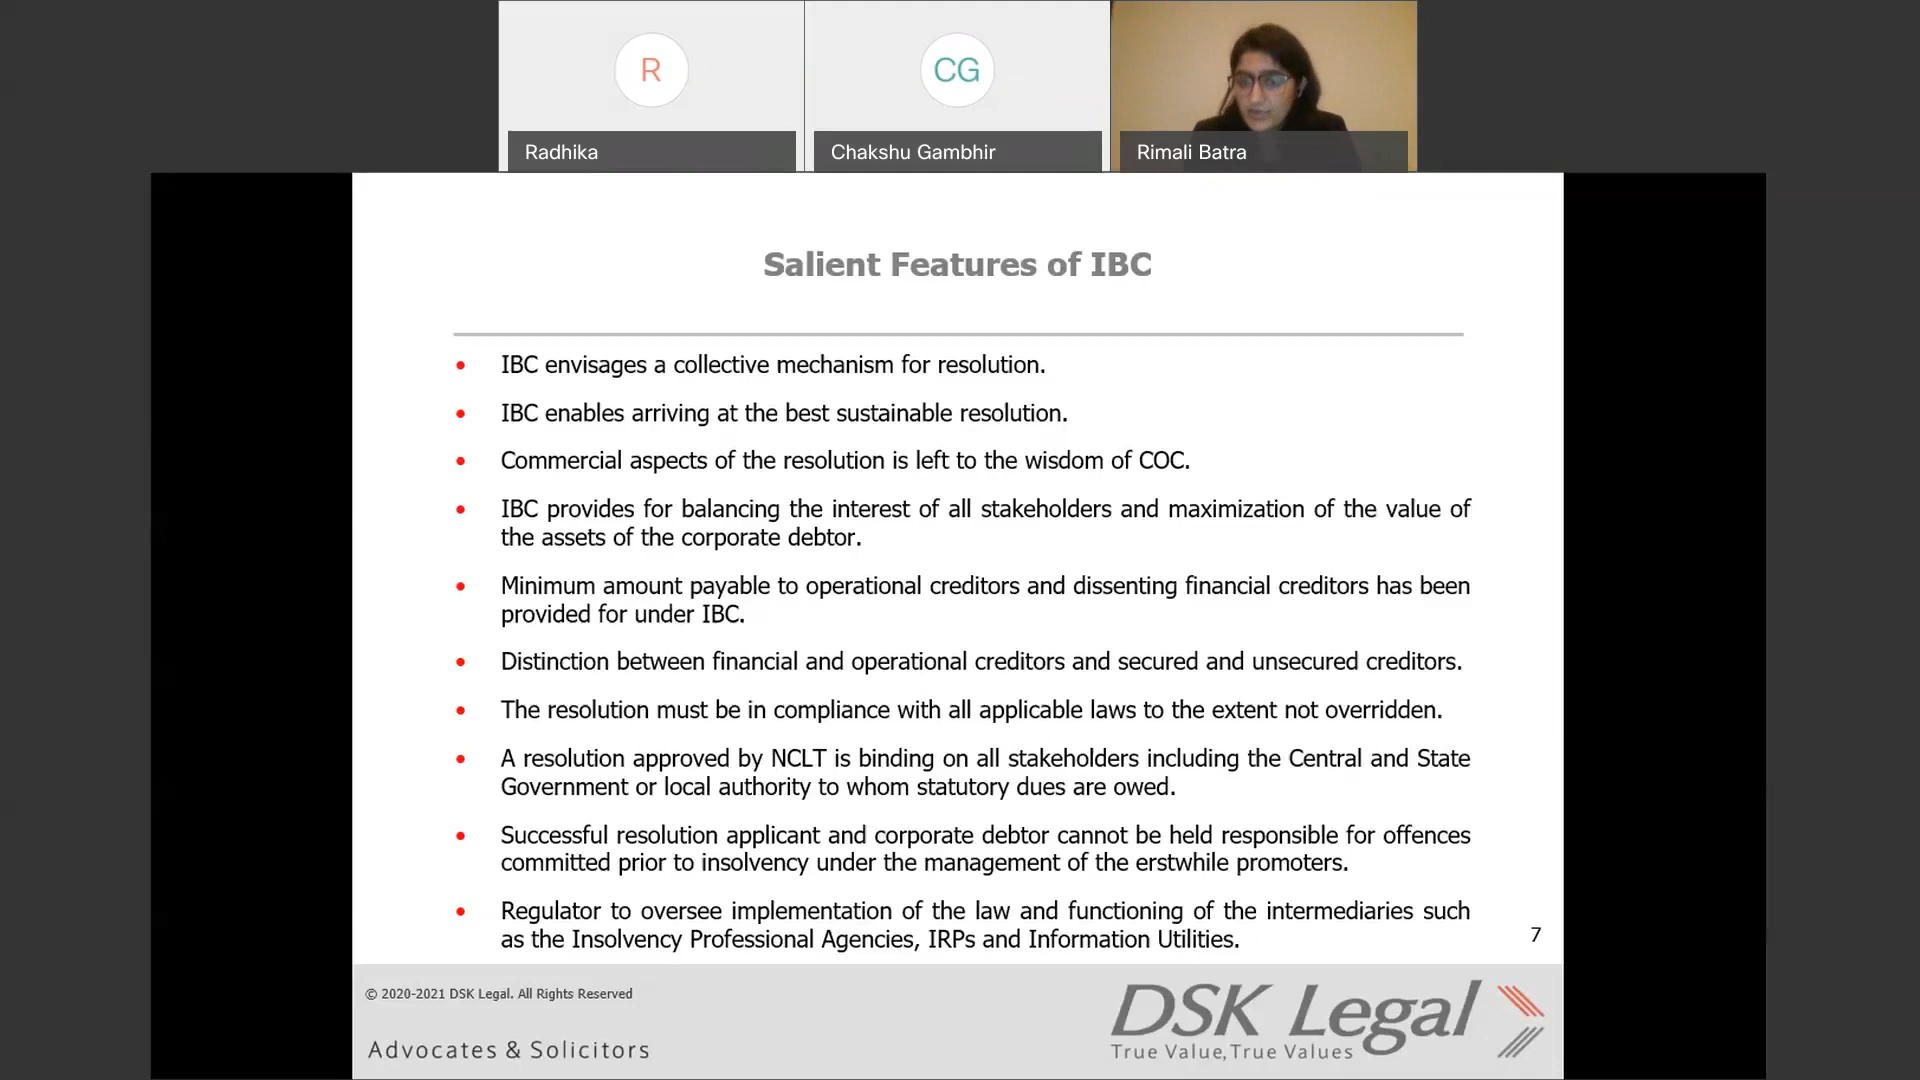 R
CG
Radhika
Chakshu Gambhir
Rimali Batra
Salient Features of IBC
• IBC envisages a collective mechanism for resolution.
• IBC enables arriving at the best sustainable resolution.
• Commercial aspects of the resolution is left to the wisdom of COC.
• IBC provides for balancing the interest of all stakeholders and maximization of the value of
the assets of the corporate debtor.
• Minimum amount payable to operational creditors and dissenting financial creditors has been
provided for under IBC.
• Distinction between financial and operational creditors and secured and unsecured creditors.
• The resolution must be in compliance with all applicable laws to the extent not overridden.
• A resolution approved by NCLT is binding on all stakeholders including the Central and State
Government or local authority to whom statutory dues are owed.
• Successful resolution applicant and corporate debtor cannot be held responsible for offences
committed prior to insolvency under the management of the erstwhile promoters.
• Regulator to oversee implementation of the law and functioning of the intermediaries such
as the Insolvency Professional Agencies, IRPs and Information Utilities.
7
© 2020-2021 DSK Legal. All Rights Reserved
Advocates & Solicitors
DSK Legal
True Value, True Values